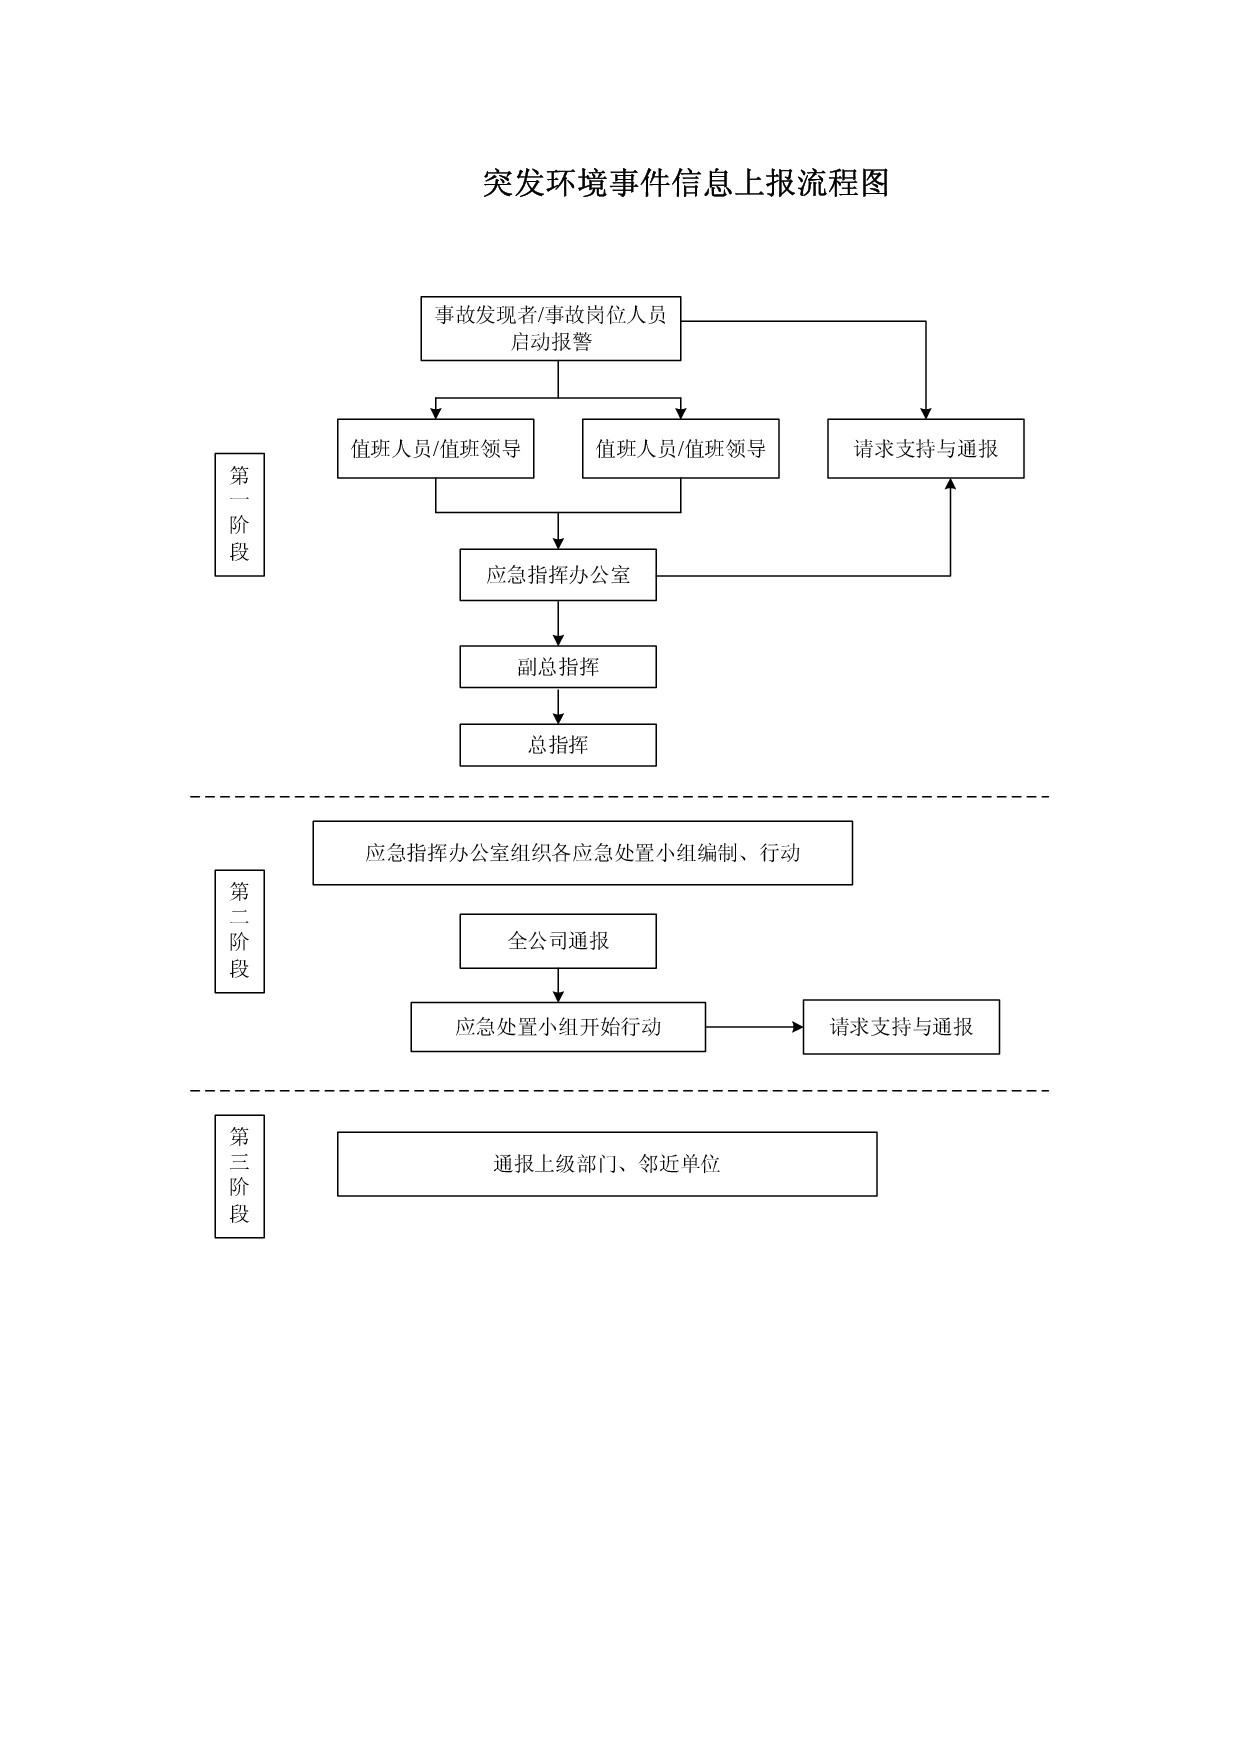 突发环境事件信息上报流程图
事故发现者/事故岗位人员
启动报警
值班人员/值班领导
值班人员/值班领导
请求支持与通报
第一阶段
应急指挥办公室
副总指挥
总指挥
应急指挥办公室组织各应急处置小组编制、行动
第二阶段
全公司通报
应急处置小组开始行动
请求支持与通报
第三阶段
通报上级部门、邻近单位